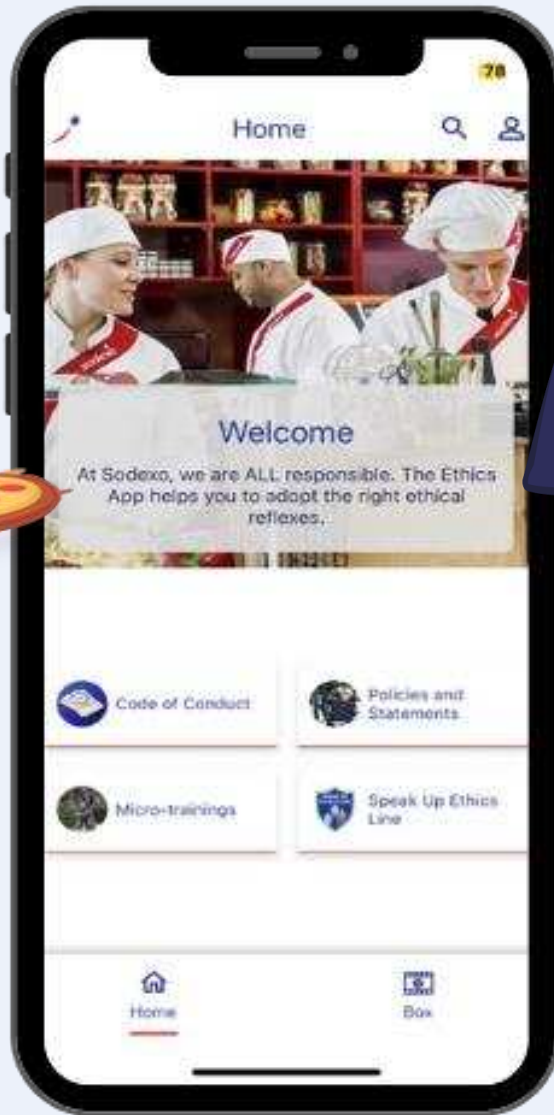 78
Home
Welcome
At Sodexo, we are ALL responsible. The Ethics
App helps you to adopt the right ethical
reflexes.
Code of Conduct
Policies and
Statements
Micro-trainings
Speak Up Ethics
Line
Home
Box